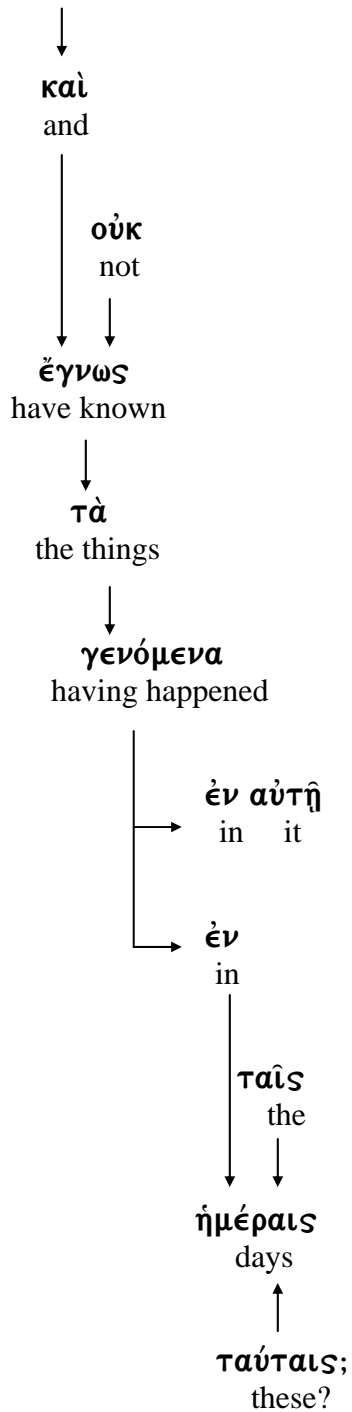 καὶ
and
οὐκ
not
ἔγνως
have known
τὰ
the things
γενόμενα
having happened
ἐν αὐτῇ
in it
ἐν
in
ταῖς
the
ἡμέραις
days
ταύταις;
these?